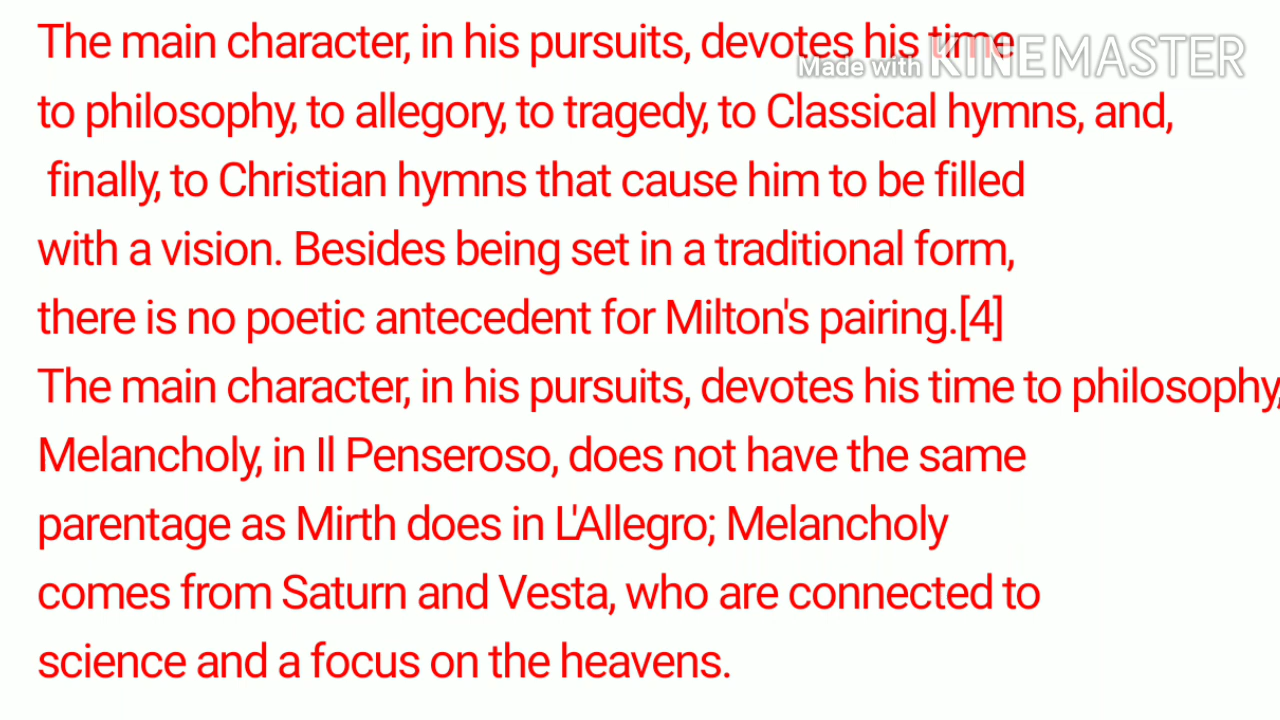 The main character, in his pursuits, devotes his time
Made with KINEMASTER
to philosophy, to allegory, to tragedy, to Classical hymns, and,
finally, to Christian hymns that cause him to be filled
with a vision. Besides being set in a traditional form,
there is no poetic antecedent for Milton's pairing.[4]
The main character, in his pursuits, devotes his time to philosophy,
Melancholy, in Il Penseroso, does not have the same
parentage as Mirth does in L'Allegro; Melancholy
comes from Saturn and Vesta, who are connected to
science and a focus on the heavens.